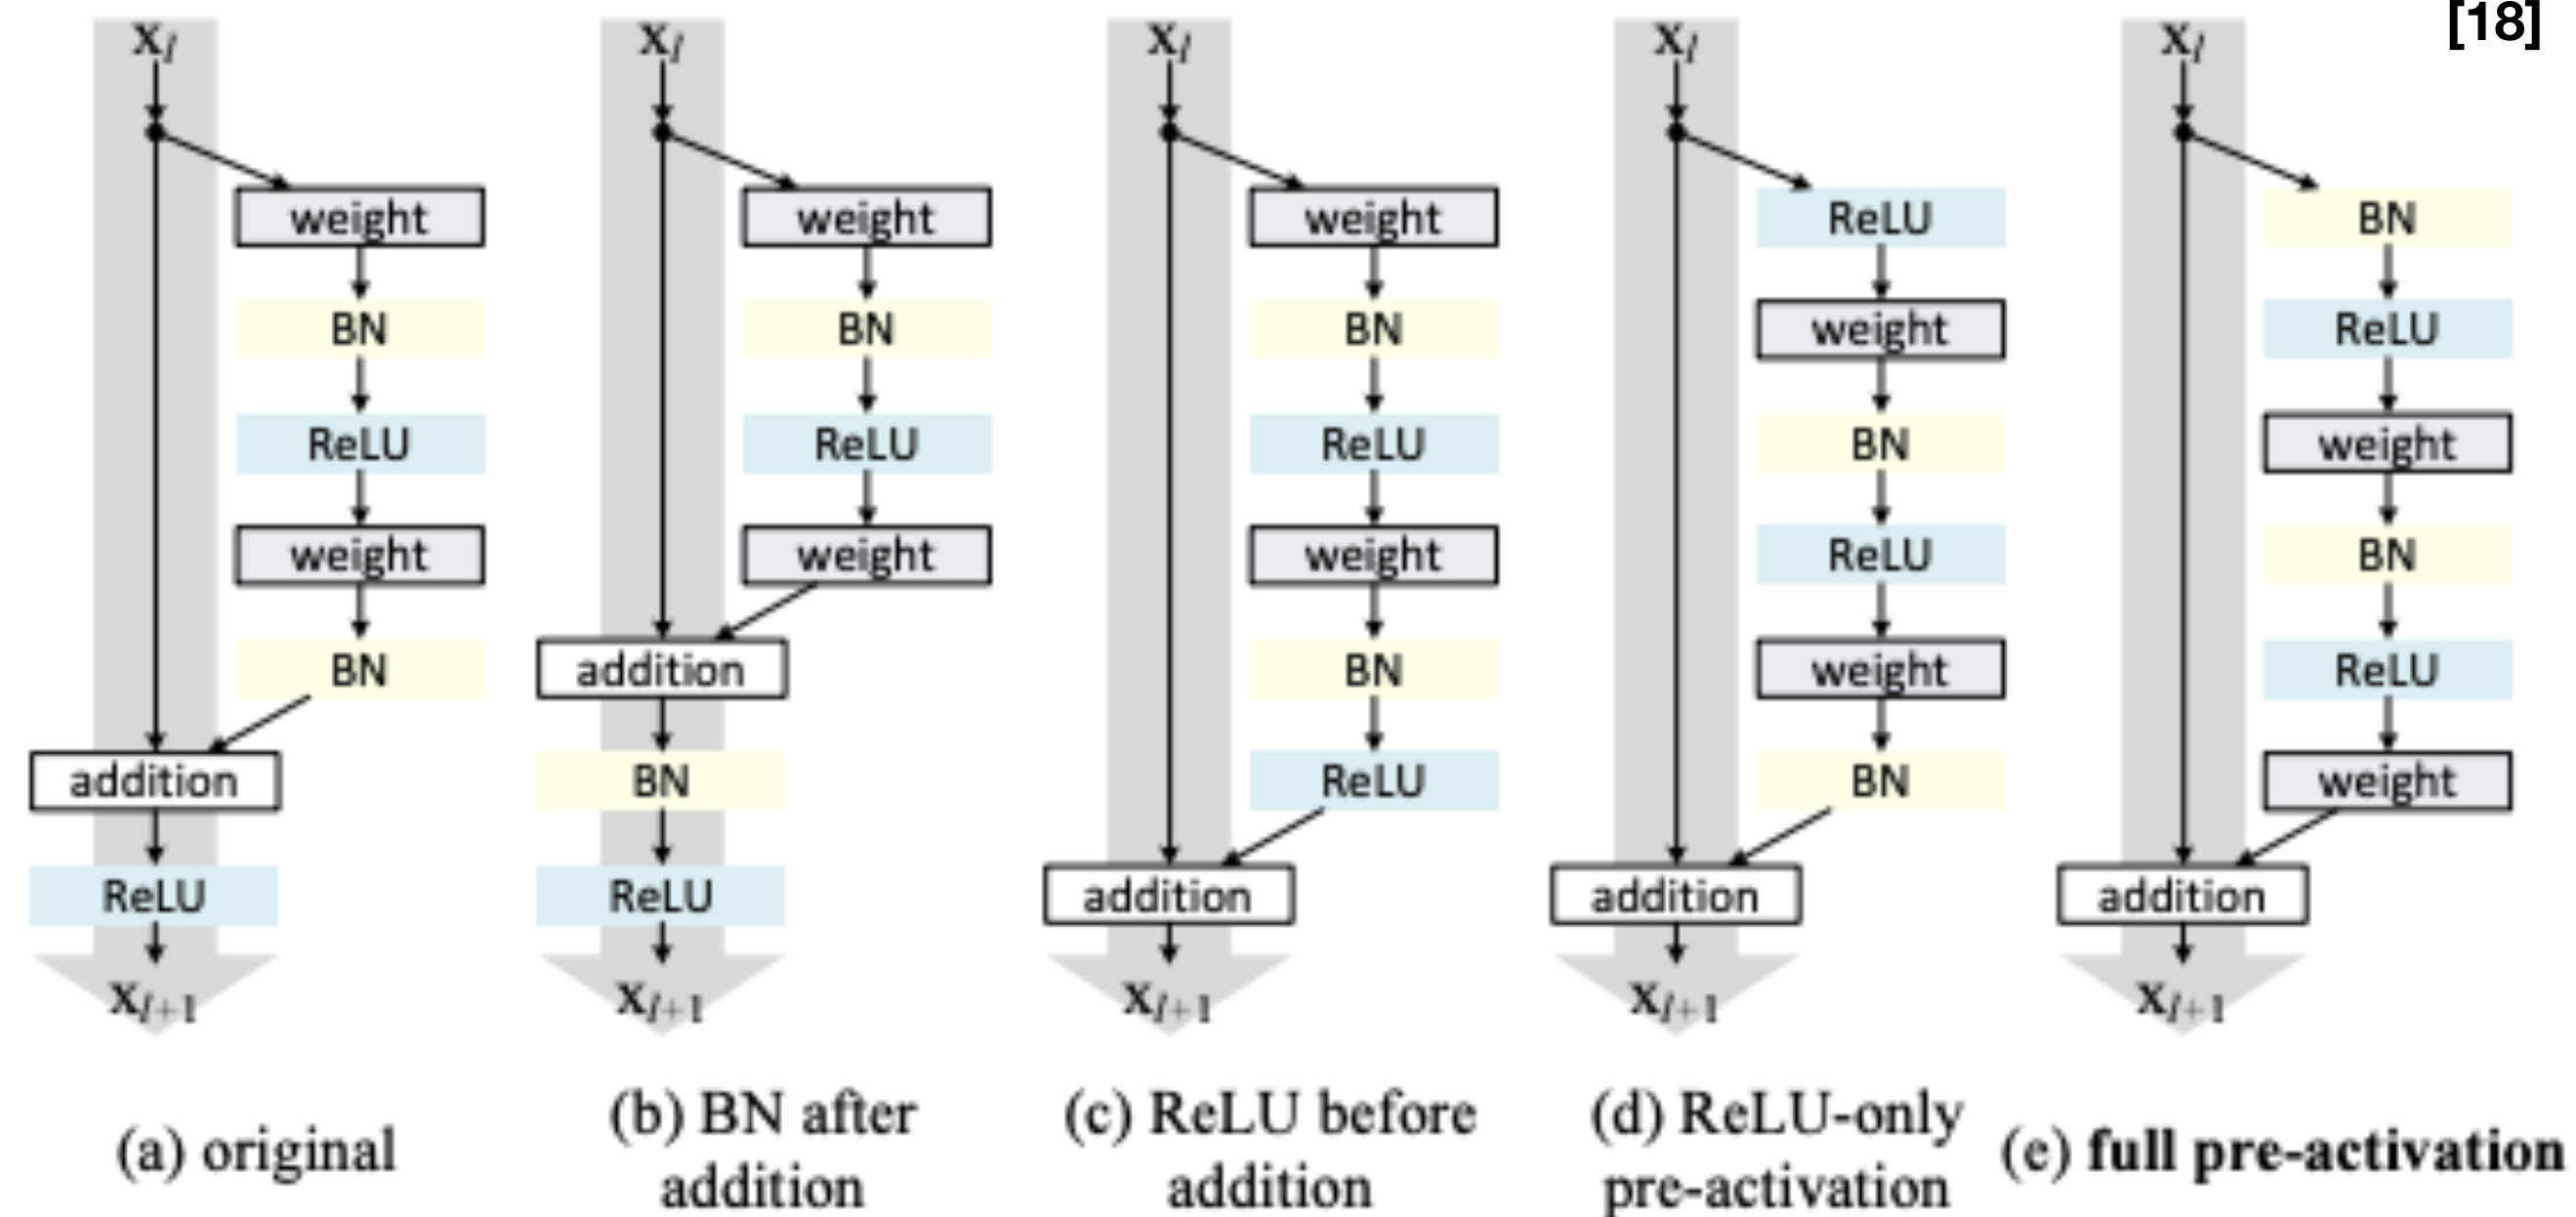 [18]
x_l
weight
BN
ReLU
weight
BN
addition
ReLU
x_{l+1}
(a) original
x_l
weight
BN
ReLU
weight
addition
BN
ReLU
x_{l+1}
(b) BN after
addition
x_l
weight
BN
ReLU
weight
BN
ReLU
addition
x_{l+1}
(c) ReLU before
addition
x_l
ReLU
weight
BN
ReLU
weight
BN
addition
x_{l+1}
(d) ReLU-only
pre-activation
x_l
BN
ReLU
weight
BN
ReLU
weight
addition
x_{l+1}
(e) full pre-activation